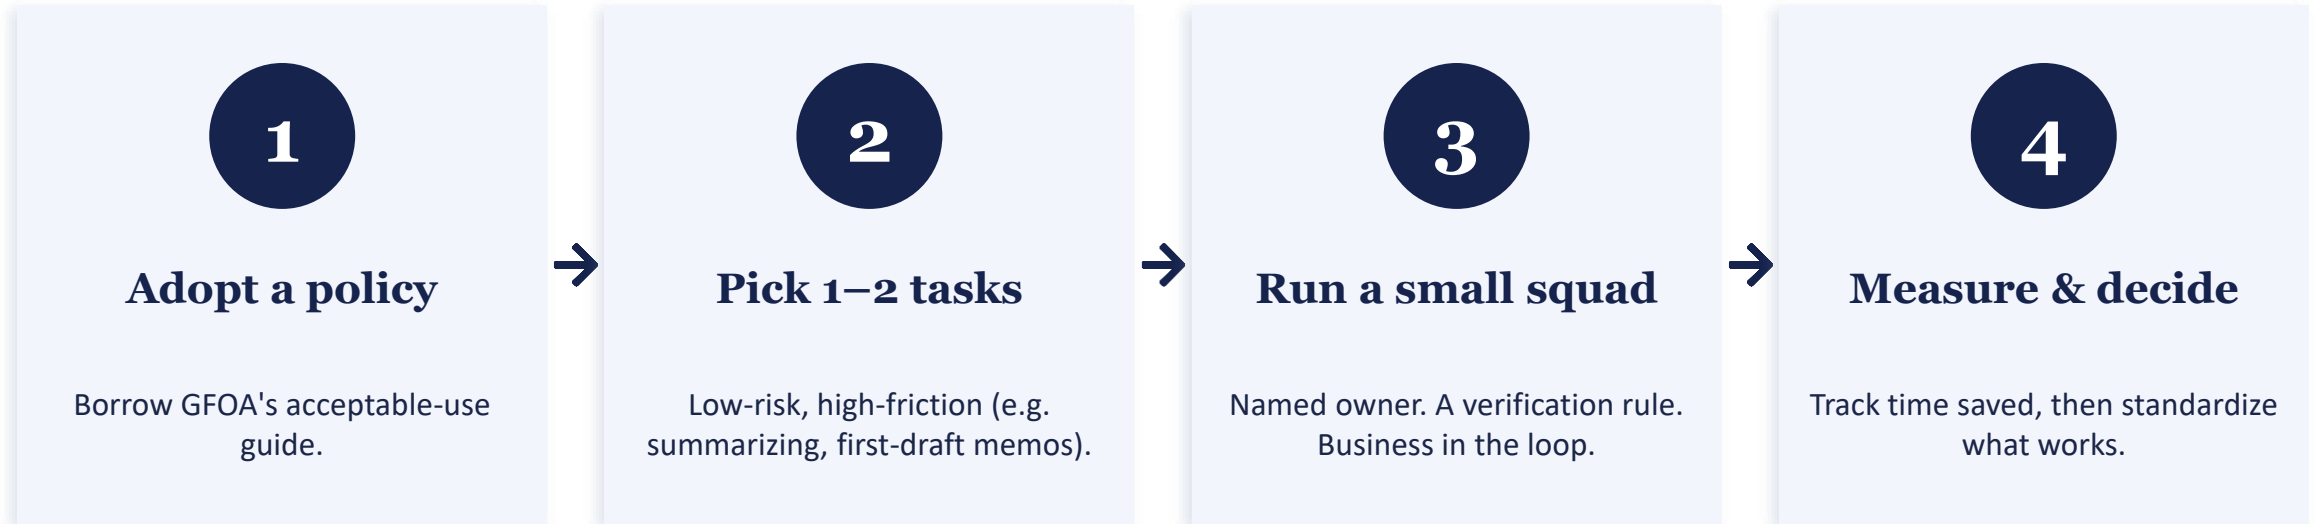 1
Adopt a policy
Borrow GFOA's acceptable-use
guide.
2
Pick 1–2 tasks
Low-risk, high-friction (e.g.
summarizing, first-draft memos).
3
Run a small squad
Named owner. A verification rule.
Business in the loop.
4
Measure & decide
Track time saved, then standardize
what works.